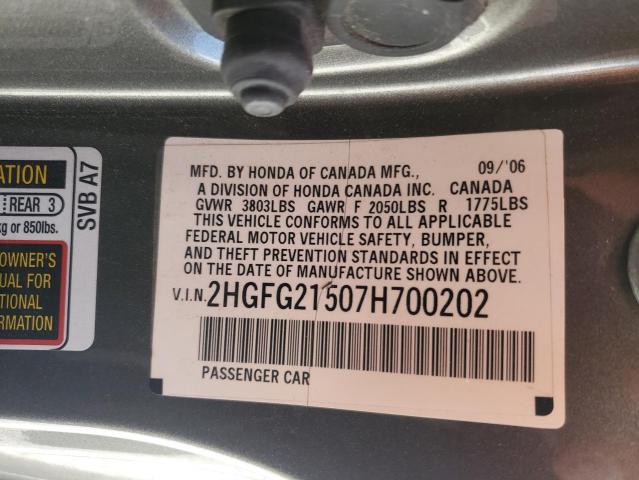 ATION
REAR 3
kg or 850lbs.
OWNER'S
UAL FOR
TIONAL
ORMATION
SVB A7
MFD. BY HONDA OF CANADA MFG., 09/'06
A DIVISION OF HONDA CANADA INC. CANADA
GVWR 3803LBS GAWR F 2050LBS R 1775LBS
THIS VEHICLE CONFORMS TO ALL APPLICABLE
FEDERAL MOTOR VEHICLE SAFETY, BUMPER,
AND THEFT PREVENTION STANDARDS IN EFFECT
ON THE DATE OF MANUFACTURE SHOWN ABOVE.
V.I.N. 2HGFG21507H700202
PASSENGER CAR